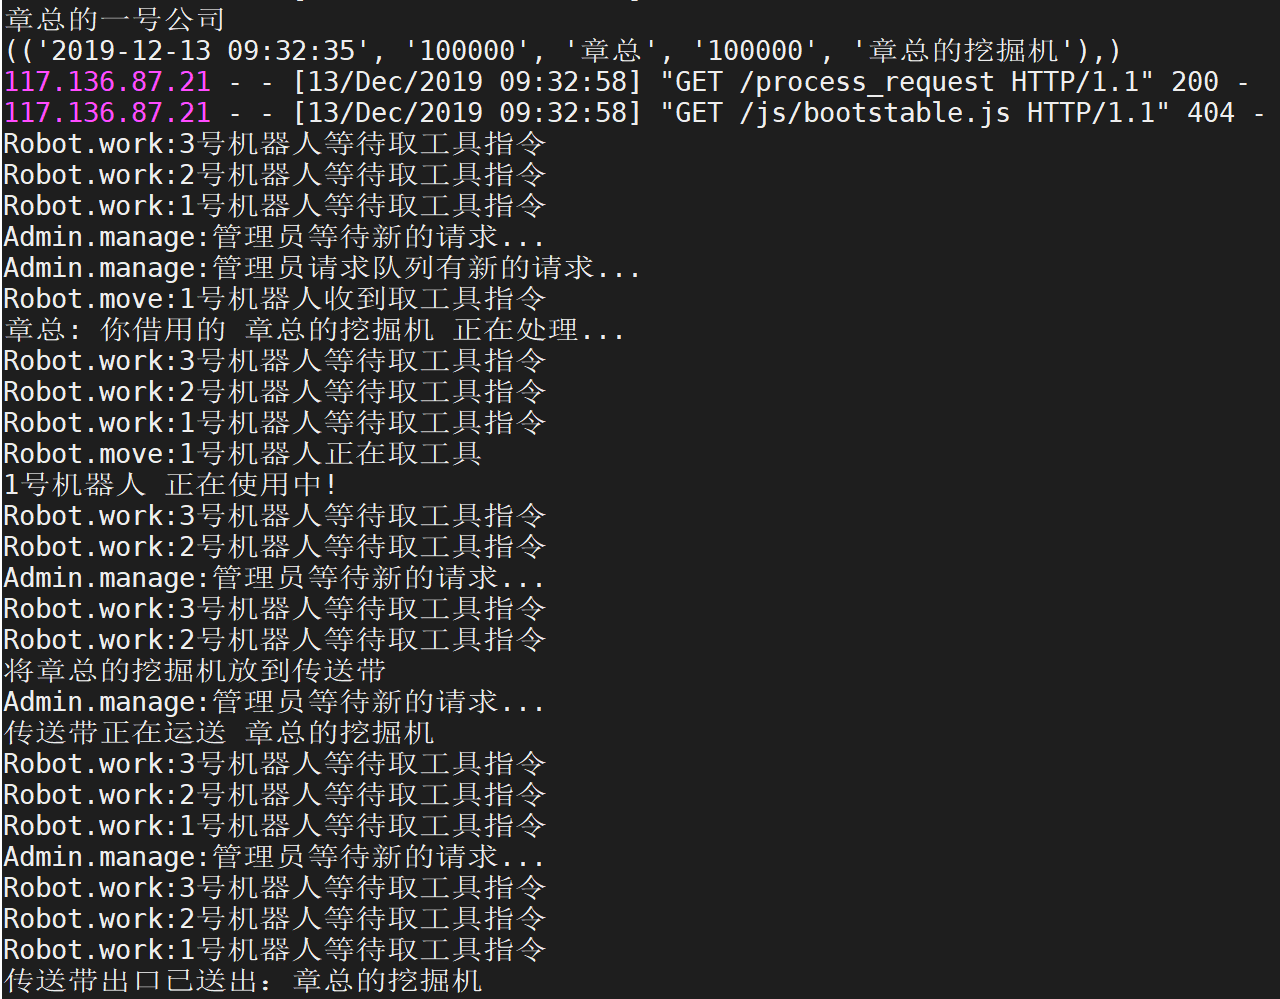 章总的一号公司
(('2019-12-13 09:32:35', '100000', '章总', '100000', '章总的挖掘机'),)
117.136.87.21 - - [13/Dec/2019 09:32:58] "GET /process_request HTTP/1.1" 200 -
117.136.87.21 - - [13/Dec/2019 09:32:58] "GET /js/bootstable.js HTTP/1.1" 404 -
Robot.work:3号机器人等待取工具指令
Robot.work:2号机器人等待取工具指令
Robot.work:1号机器人等待取工具指令
Admin.manage:管理员等待新的请求...
Admin.manage:管理员请求队列有新的请求...
Robot.move:1号机器人收到取工具指令
章总: 你借用的 章总的挖掘机 正在处理...
Robot.work:3号机器人等待取工具指令
Robot.work:2号机器人等待取工具指令
Robot.work:1号机器人等待取工具指令
Robot.move:1号机器人正在取工具
1号机器人 正在使用中!
Robot.work:3号机器人等待取工具指令
Robot.work:2号机器人等待取工具指令
Admin.manage:管理员等待新的请求...
Robot.work:3号机器人等待取工具指令
Robot.work:2号机器人等待取工具指令
将章总的挖掘机放到传送带
Admin.manage:管理员等待新的请求...
传送带正在运送 章总的挖掘机
Robot.work:3号机器人等待取工具指令
Robot.work:2号机器人等待取工具指令
Robot.work:1号机器人等待取工具指令
Admin.manage:管理员等待新的请求...
Robot.work:3号机器人等待取工具指令
Robot.work:2号机器人等待取工具指令
Robot.work:1号机器人等待取工具指令
传送带出口已送出：章总的挖掘机